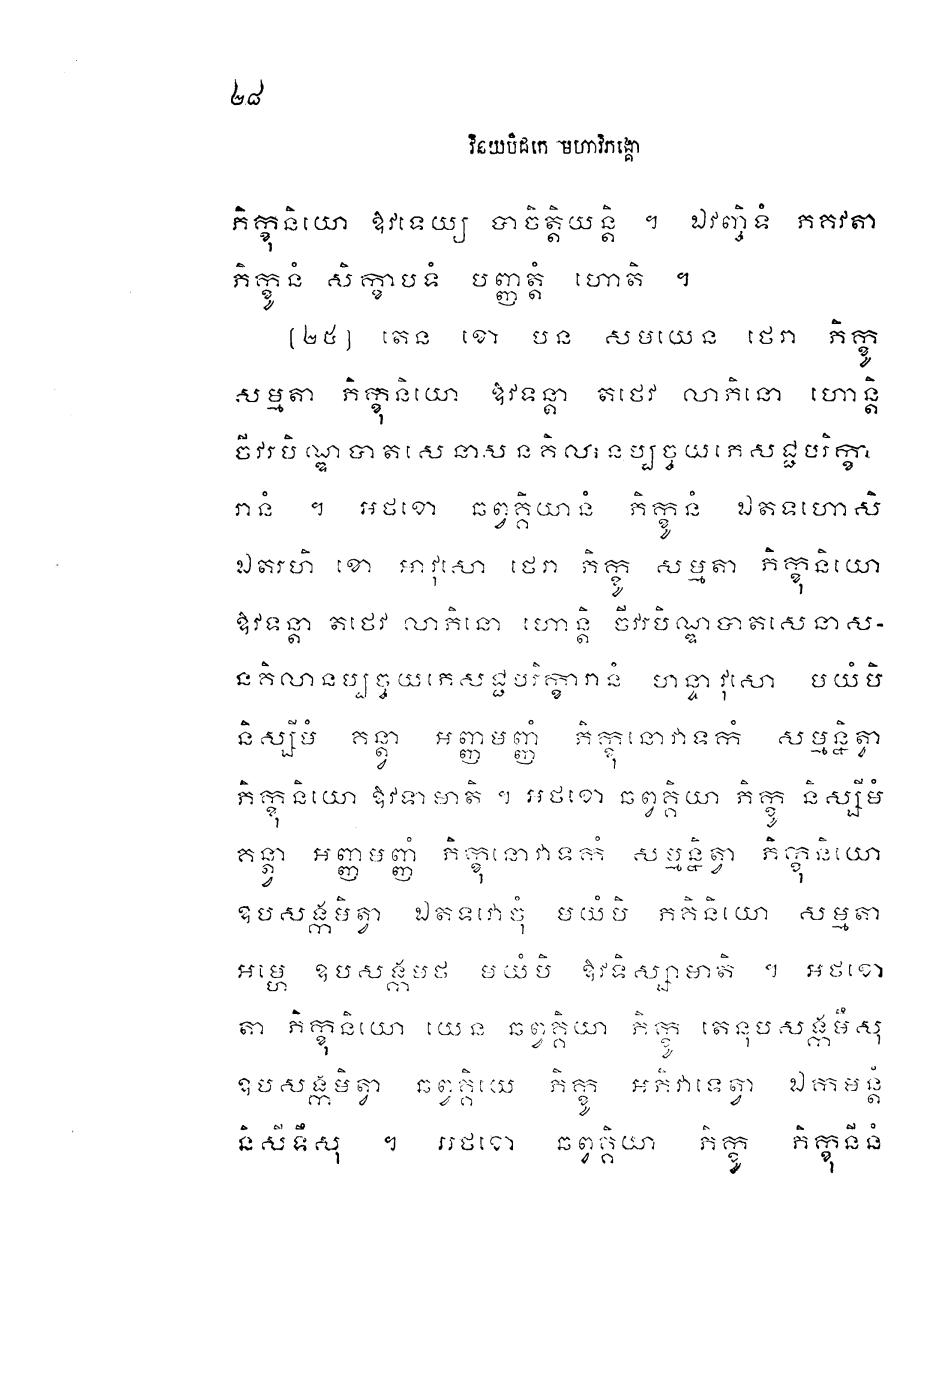 ២៨
វិនយបិដកេ មហាវិភង្គោ
ភិក្ខុនិយោ ឱវទេយ្យ បាចិត្តិយន្តិ ។ ឯវញ្ចិទំ ភគវតា
ភិក្ខូនំ សិក្ខាបទំ បញ្ញត្តំ ហោតិ ។
[២៥] តេន ខោ បន សមយេន ថេរា ភិក្ខូ
សម្មតា ភិក្ខុនិយោ ឱវទន្តា តថេវ លាភិនោ ហោន្តិ
ចីវរបិណ្ឌបាតសេនាសនគិលានប្បច្ចយភេសជ្ជបរិក្ខា
រានំ ។ អថខោ ឆព្វគ្គិយានំ ភិក្ខូនំ ឯតទហោសិ
ឯតរហិ ខោ អាវុសោ ថេរា ភិក្ខូ សម្មតា ភិក្ខុនិយោ
ឱវទន្តា តថេវ លាភិនោ ហោន្តិ ចីវរបិណ្ឌបាតសេនាស-
នគិលានប្បច្ចយភេសជ្ជបរិក្ខារានំ ហន្ទាវុសោ មយំបិ
និស្សីមំ គន្ត្វា អញ្ញមញ្ញំ ភិក្ខុនោវាទកំ សម្មន្និត្វា
ភិក្ខុនិយោ ឱវទាមាតិ ។ អថខោ ឆព្វគ្គិយា ភិក្ខូ និស្សីមំ
គន្ត្វា អញ្ញមញ្ញំ ភិក្ខុនោវាទកំ សម្មន្និត្វា ភិក្ខុនិយោ
ឧបសង្កមិត្វា ឯតទវោចុំ មយំបិ ភគិនិយោ សម្មតា
អម្ហេ ឧបសង្កមថ មយំបិ ឱវទិស្សាមាតិ ។ អថខោ
តា ភិក្ខុនិយោ យេន ឆព្វគ្គិយា ភិក្ខូ តេនុបសង្កមឹសុ
ឧបសង្កមិត្វា ឆព្វគ្គិយេ ភិក្ខូ អភិវាទេត្វា ឯកមន្តំ
និសីទឹសុ ។ អថខោ ឆព្វគ្គិយា ភិក្ខូ ភិក្ខុនីនំ